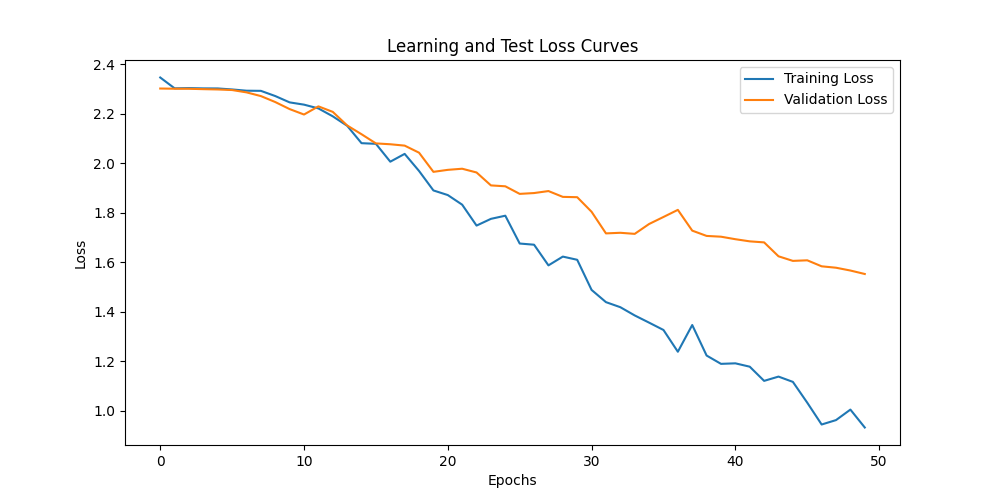 Learning and Test Loss Curves
Training Loss
Validation Loss
2.4
2.2
2.0
1.8
1.6
1.4
1.2
1.0
Loss
0 10 20 30 40 50
Epochs